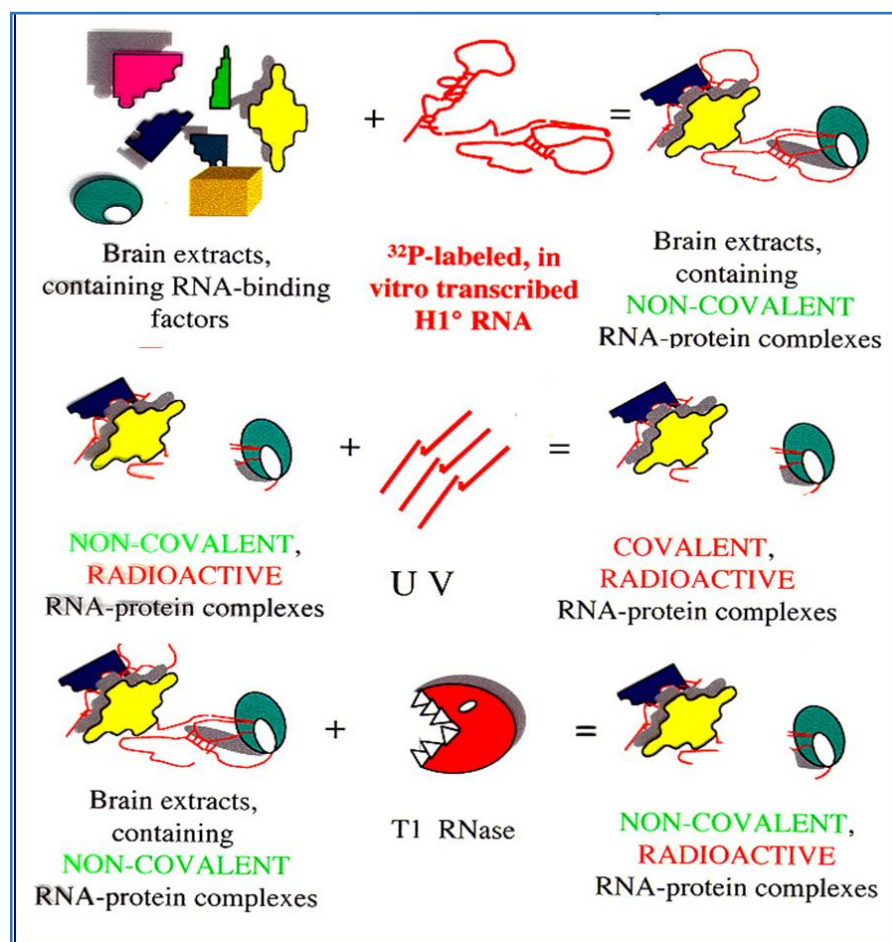 +
=
Brain extracts,
containing RNA-binding
factors
³²P-labeled, in
vitro transcribed
H1° RNA
Brain extracts,
containing
NON-COVALENT
RNA-protein complexes
+
=
NON-COVALENT,
RADIOACTIVE
RNA-protein complexes
U V
COVALENT,
RADIOACTIVE
RNA-protein complexes
+
=
Brain extracts,
containing
NON-COVALENT
RNA-protein complexes
T1 RNase
NON-COVALENT,
RADIOACTIVE
RNA-protein complexes